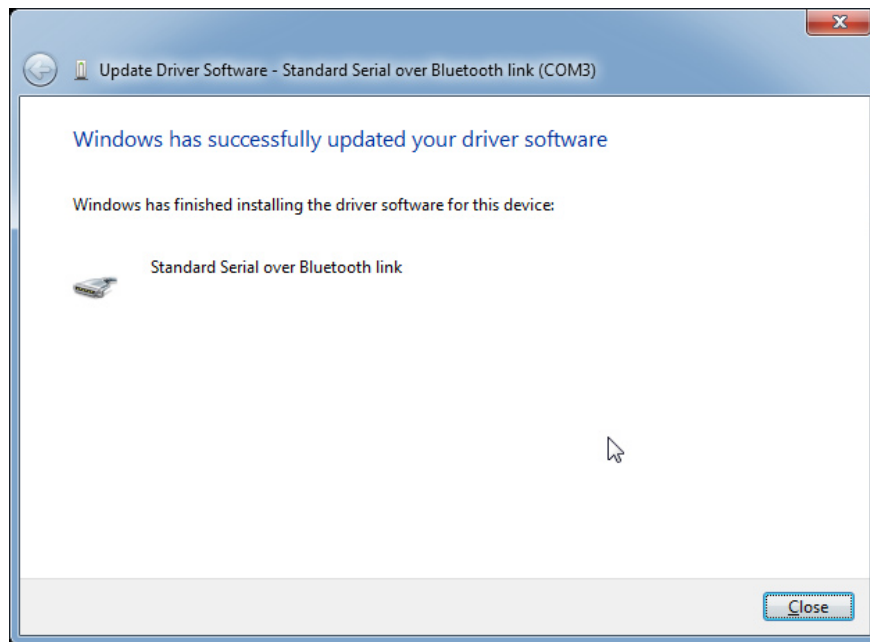 Update Driver Software - Standard Serial over Bluetooth link (COM3)
Windows has successfully updated your driver software
Windows has finished installing the driver software for this device:
Standard Serial over Bluetooth link
Close